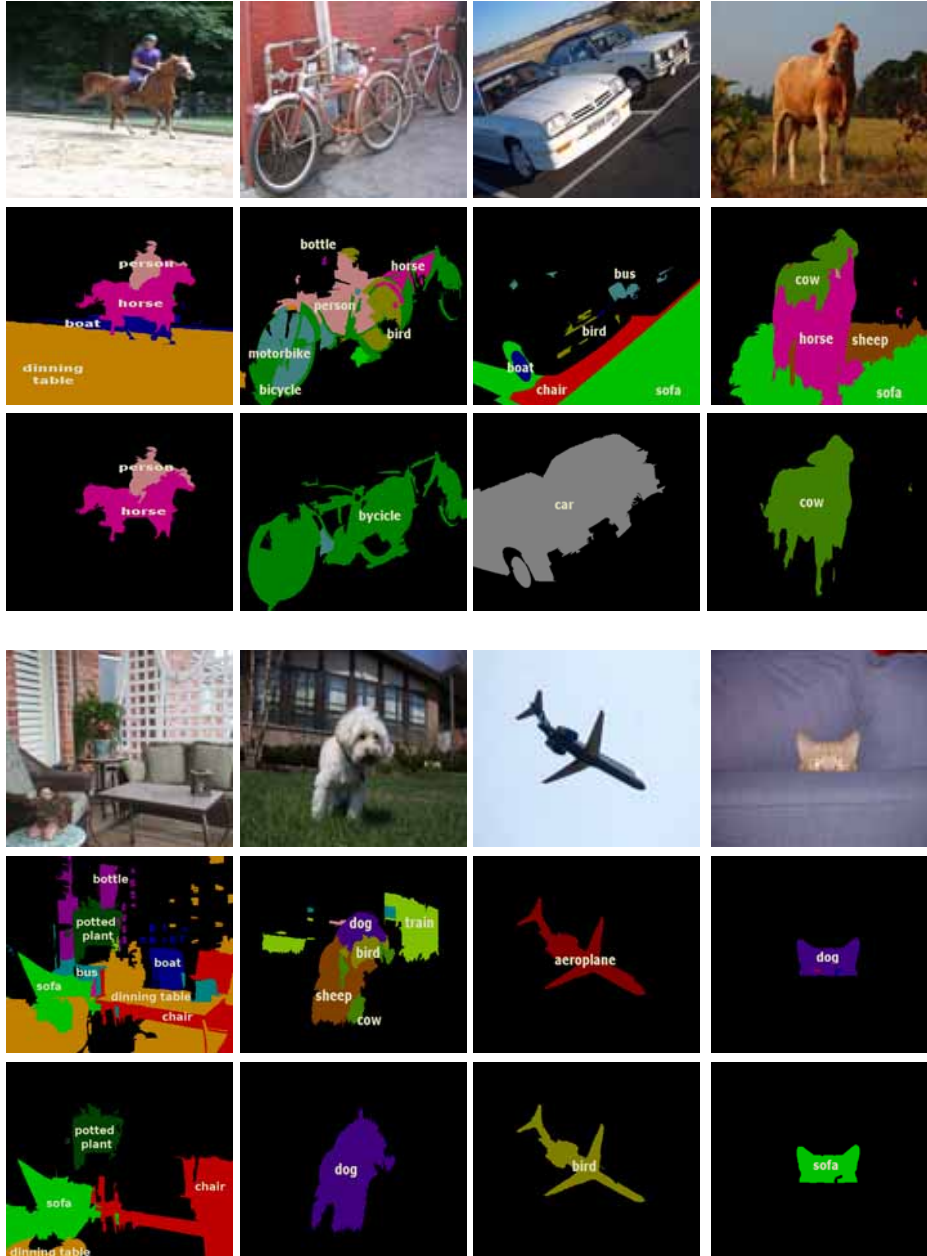 person
horse
boat
dinning
table
bottle
horse
person
bird
motorbike
bicycle
bus
bird
boat
chair
sofa
cow
horse
sheep
sofa
person
horse
bycicle
car
cow
bottle
potted
plant
boat
bus
sofa
dinning table
chair
dog
train
bird
sheep
cow
aeroplane
dog
potted
plant
chair
sofa
dinning table
dog
bird
sofa